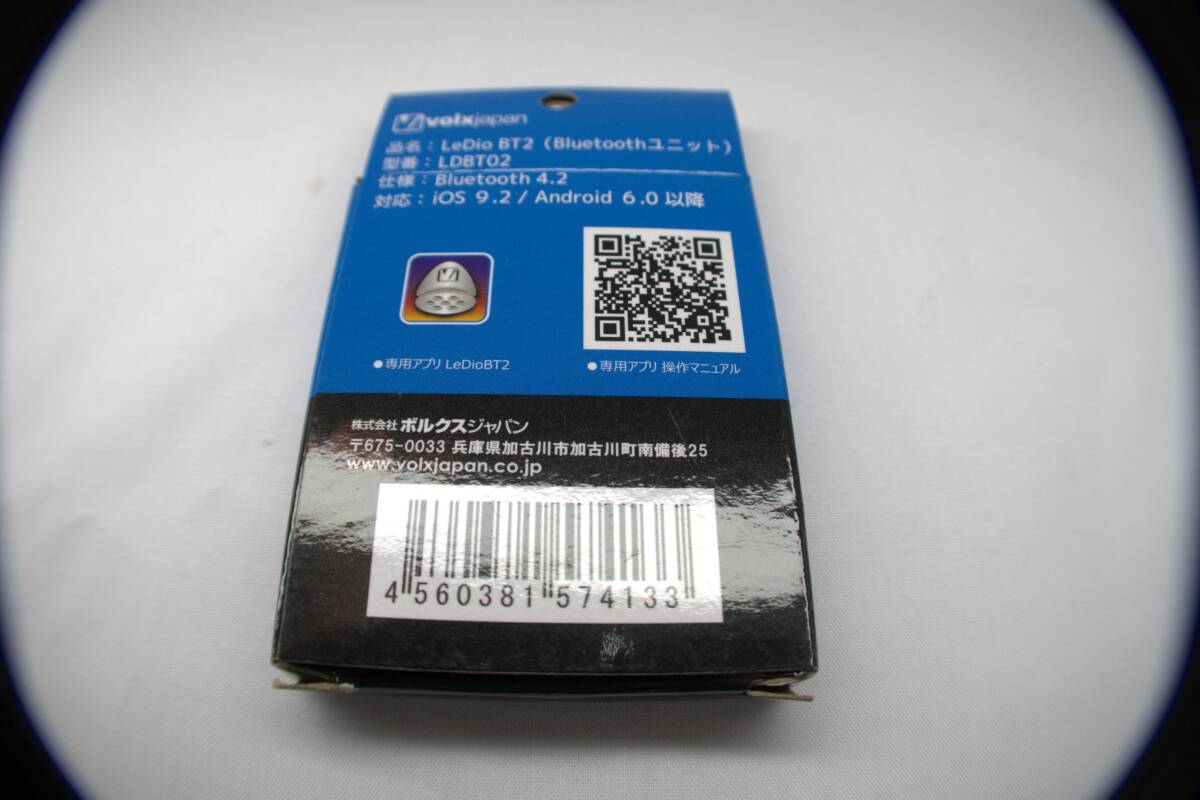 volxjapan
品名：LeDio BT2（Bluetoothユニット）
型番：LDBT02
仕様：Bluetooth 4.2
対応：iOS 9.2 / Android 6.0 以降
●専用アプリ LeDioBT2
●専用アプリ 操作マニュアル
株式会社 ボルクスジャパン
〒675-0033 兵庫県加古川市加古川町南備後25
www.volxjapan.co.jp
4 560381 574133